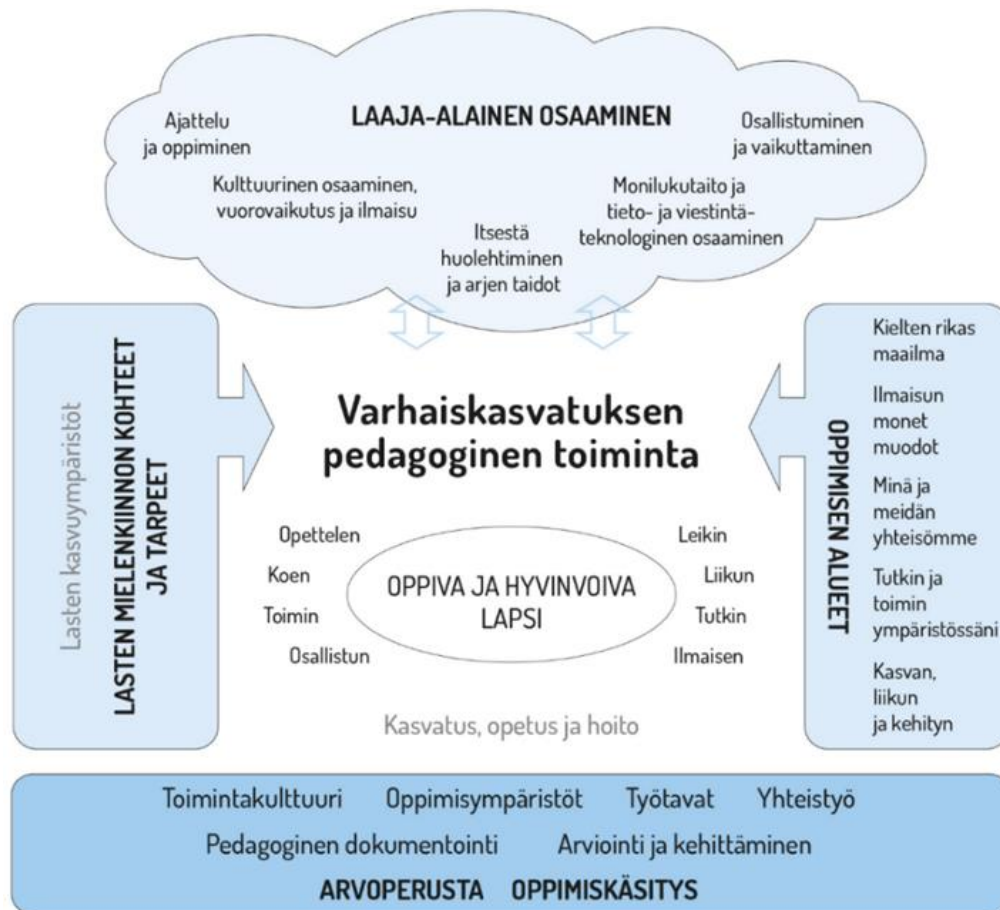 LAAJA-ALAINEN OSAAMINEN
Ajattelu
ja oppiminen
Kulttuurinen osaaminen,
vuorovaikutus ja ilmaisu
Itsestä
huolehtiminen
ja arjen taidot
Monilukutaito ja
tieto- ja viestintä-
teknologinen osaaminen
Osallistuminen
ja vaikuttaminen
Lasten kasvuympäristöt
LASTEN MIELENKIINNON KOHTEET
JA TARPEET
Varhaiskasvatuksen
pedagoginen toiminta
Opettelen
Koen
Toimin
Osallistun
OPPIVA JA HYVINVOIVA
LAPSI
Leikin
Liikun
Tutkin
Ilmaisen
Kasvatus, opetus ja hoito
OPPIMISEN ALUEET
Kielten rikas
maailma
Ilmaisun
monet
muodot
Minä ja
meidän
yhteisömme
Tutkin ja
toimin
ympäristössäni
Kasvan,
liikun
ja kehityn
Toimintakulttuuri Oppimisympäristöt Työtavat Yhteistyö
Pedagoginen dokumentointi Arviointi ja kehittäminen
ARVOPERUSTA OPPIMISKÄSITYS